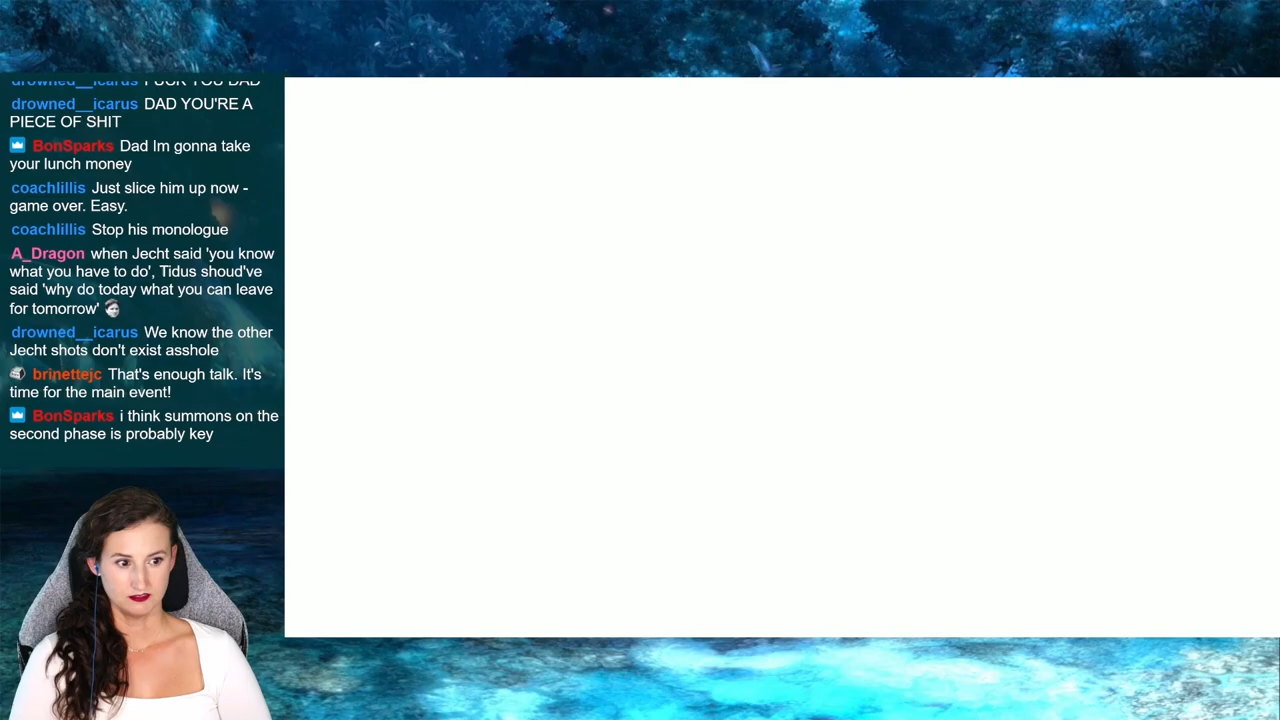 drowned__icarus FUCK YOU DAD
drowned__icarus DAD YOU'RE A
PIECE OF SHIT
BonSparks Dad Im gonna take
your lunch money
coachlillis Just slice him up now -
game over. Easy.
coachlillis Stop his monologue
A_Dragon when Jecht said 'you know
what you have to do', Tidus shoud've
said 'why do today what you can leave
for tomorrow'
drowned__icarus We know the other
Jecht shots don't exist asshole
brinettejc That's enough talk. It's
time for the main event!
BonSparks i think summons on the
second phase is probably key